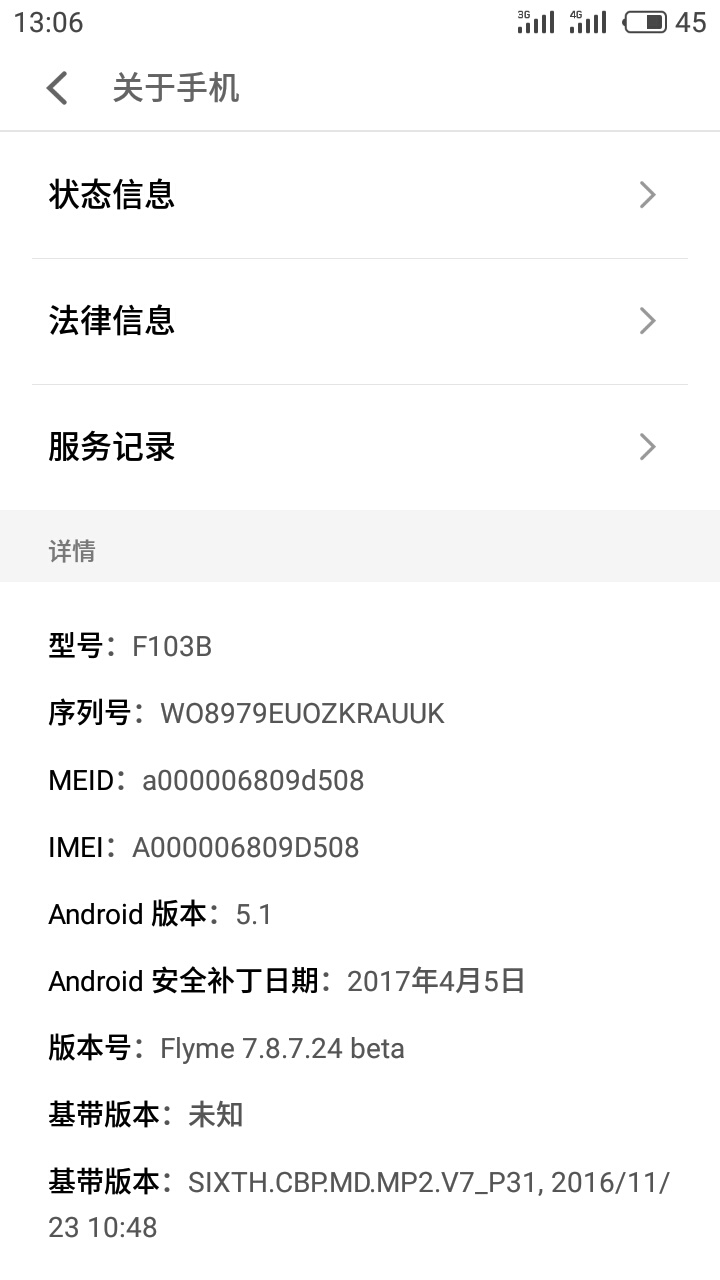 13:06 3G 4G 45
关于手机
状态信息
法律信息
服务记录
详情
型号：F103B
序列号：WO8979EUOZKRAUUK
MEID：a000006809d508
IMEI：A000006809D508
Android 版本：5.1
Android 安全补丁日期：2017年4月5日
版本号：Flyme 7.8.7.24 beta
基带版本：未知
基带版本：SIXTH.CBP.MD.MP2.V7_P31, 2016/11/
23 10:48